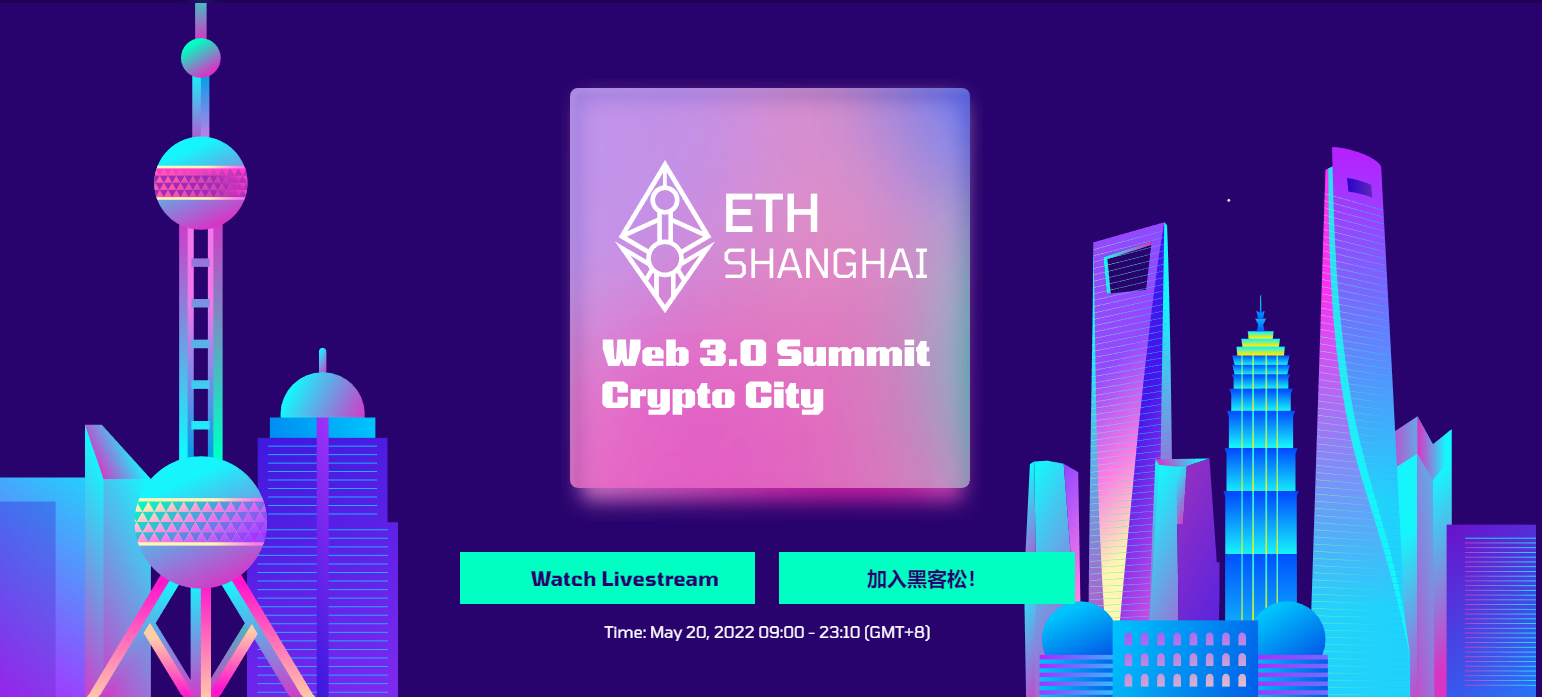 ETH
SHANGHAI
Web 3.0 Summit
Crypto City
Watch Livestream
加入黑客松!
Time: May 20, 2022 09:00 - 23:10 (GMT+8)